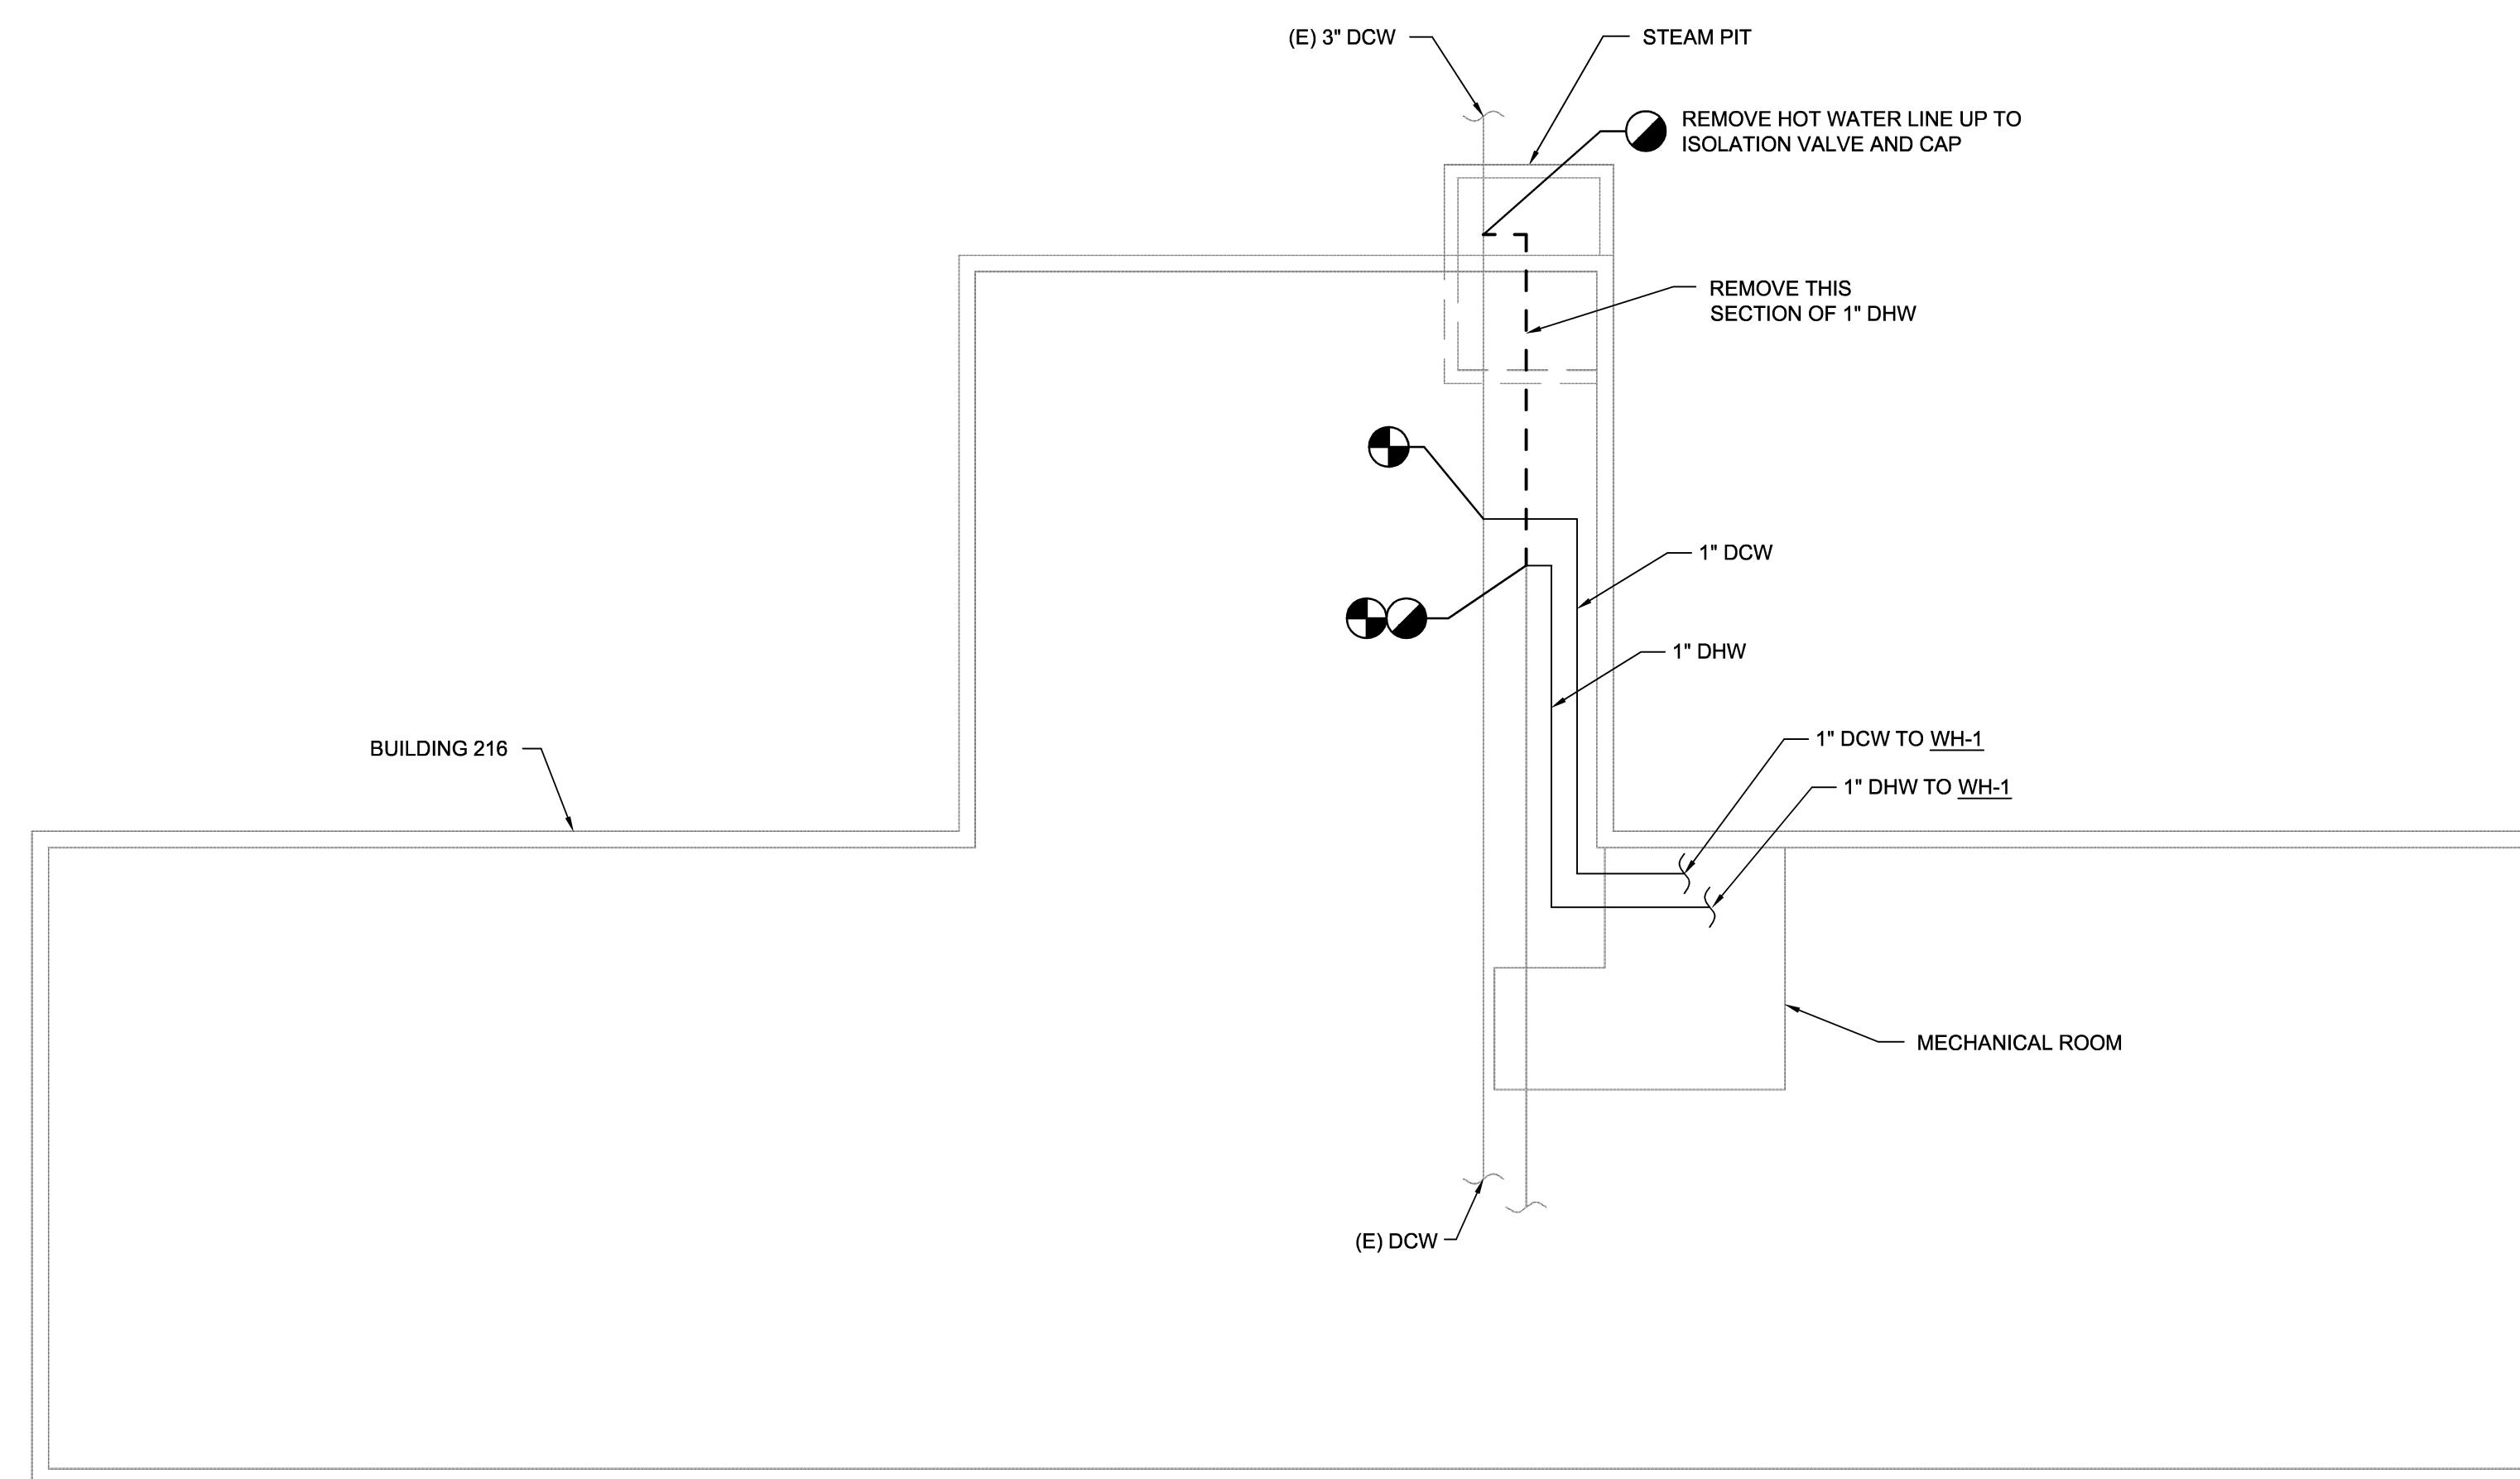 (E) 3" DCW
STEAM PIT
REMOVE HOT WATER LINE UP TO
ISOLATION VALVE AND CAP
REMOVE THIS
SECTION OF 1" DHW
1" DCW
1" DHW
BUILDING 216
1" DCW TO WH-1
1" DHW TO WH-1
MECHANICAL ROOM
(E) DCW